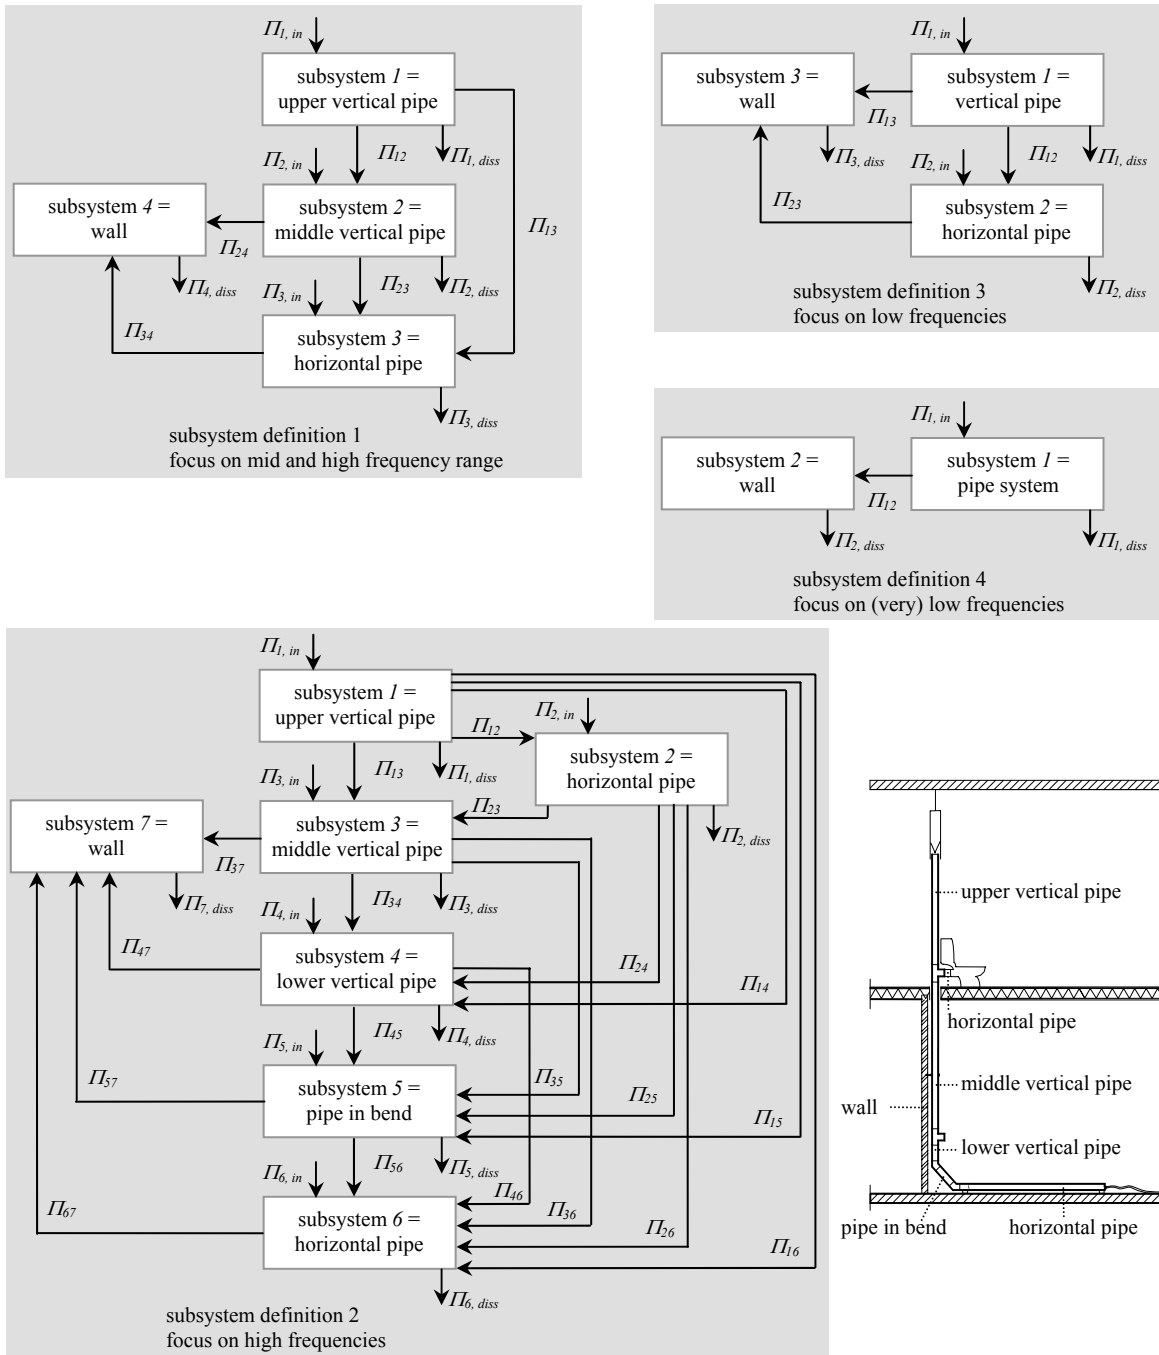 Π1, in
subsystem 1 =
upper vertical pipe
Π12
Π1, diss
Π2, in
subsystem 4 =
wall
subsystem 2 =
middle vertical pipe
Π13
Π24
Π4, diss
Π3, in
Π23
Π2, diss
Π34
subsystem 3 =
horizontal pipe
Π3, diss
subsystem definition 1
focus on mid and high frequency range
Π1, in
subsystem 3 =
wall
subsystem 1 =
vertical pipe
Π13
Π3, diss
Π2, in
Π12
Π1, diss
Π23
subsystem 2 =
horizontal pipe
Π2, diss
subsystem definition 3
focus on low frequencies
Π1, in
subsystem 2 =
wall
subsystem 1 =
pipe system
Π12
Π2, diss
Π1, diss
subsystem definition 4
focus on (very) low frequencies
Π1, in
subsystem 1 =
upper vertical pipe
Π12
Π2, in
Π3, in
Π13
Π1, diss
subsystem 2 =
horizontal pipe
Π23
Π2, diss
subsystem 7 =
wall
subsystem 3 =
middle vertical pipe
Π37
Π7, diss
Π4, in
Π34
Π3, diss
Π47
subsystem 4 =
lower vertical pipe
Π24
Π14
Π5, in
Π45
Π4, diss
Π57
subsystem 5 =
pipe in bend
Π35
Π25
Π15
Π6, in
Π56
Π5, diss
Π46
Π67
subsystem 6 =
horizontal pipe
Π36
Π26
Π16
Π6, diss
subsystem definition 2
focus on high frequencies
upper vertical pipe
horizontal pipe
middle vertical pipe
wall
lower vertical pipe
pipe in bend
horizontal pipe